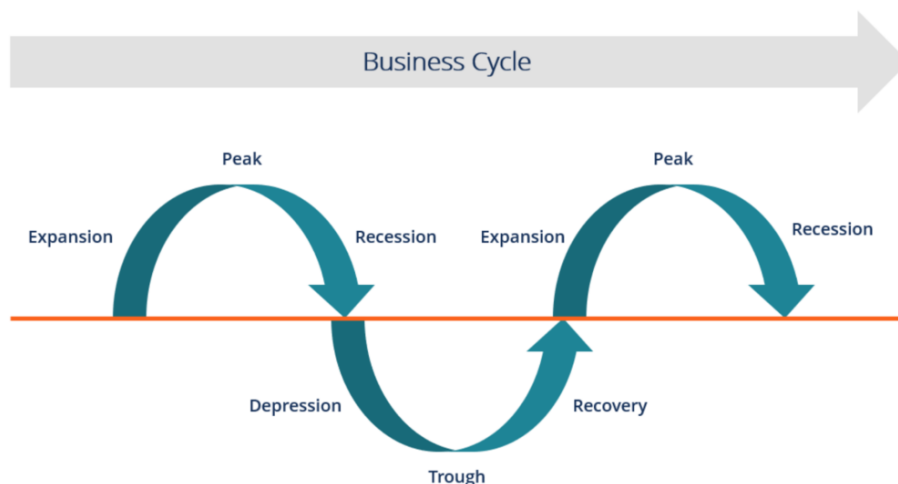 Business Cycle
Peak
Peak
Expansion
Recession
Expansion
Recession
Depression
Recovery
Trough